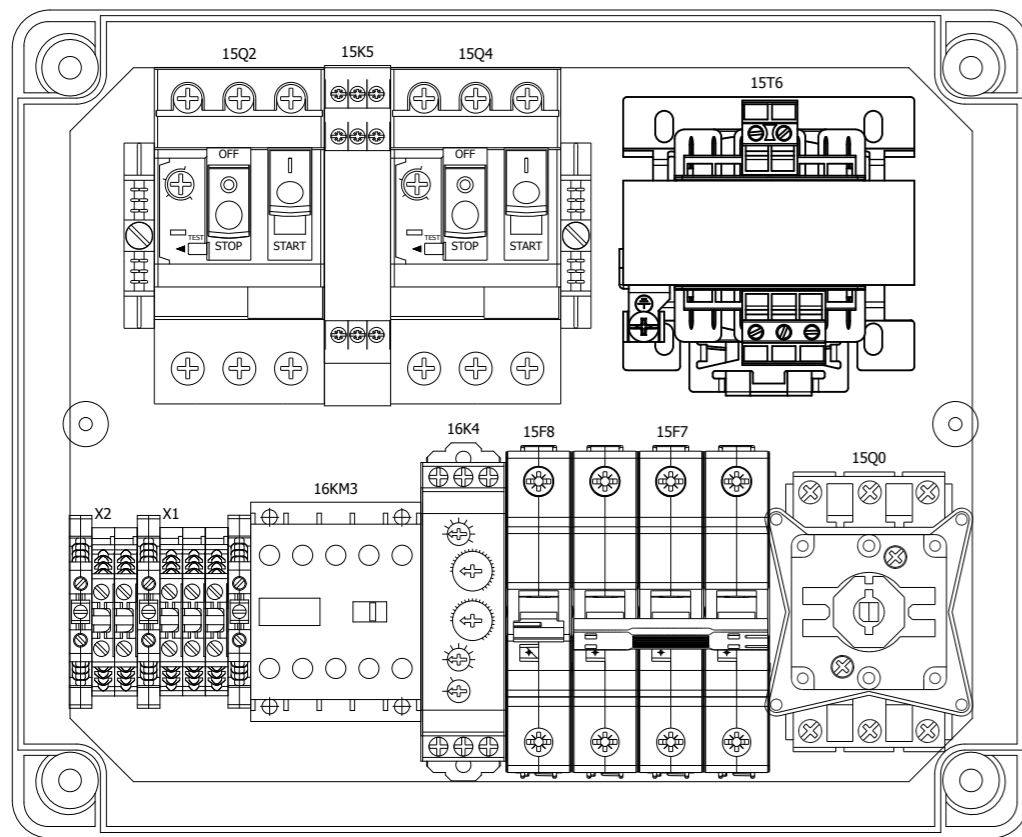 15Q2 15K5 15Q4
15T6
OFF
STOP
START
TEST
OFF
STOP
START
TEST
16K4 15F8 15F7
15Q0
16KM3
X2 X1